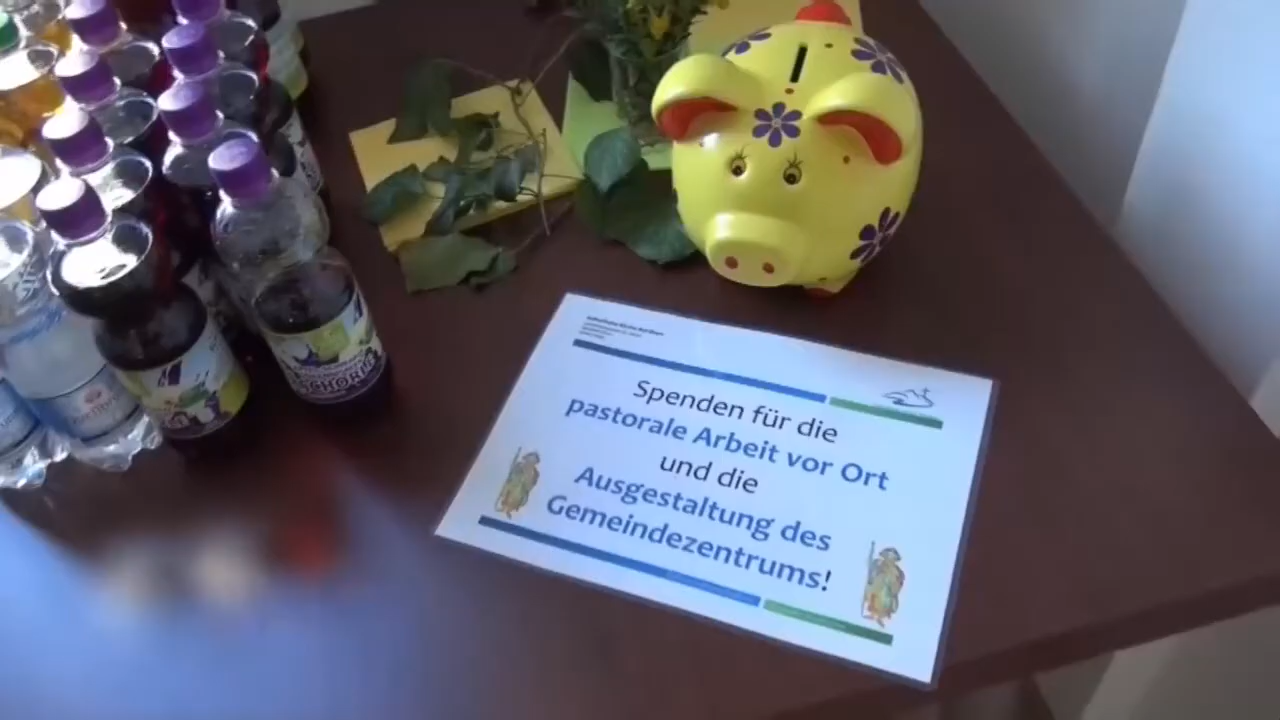 Spenden für die
pastorale Arbeit vor Ort
und die
Ausgestaltung des
Gemeindezentrums!